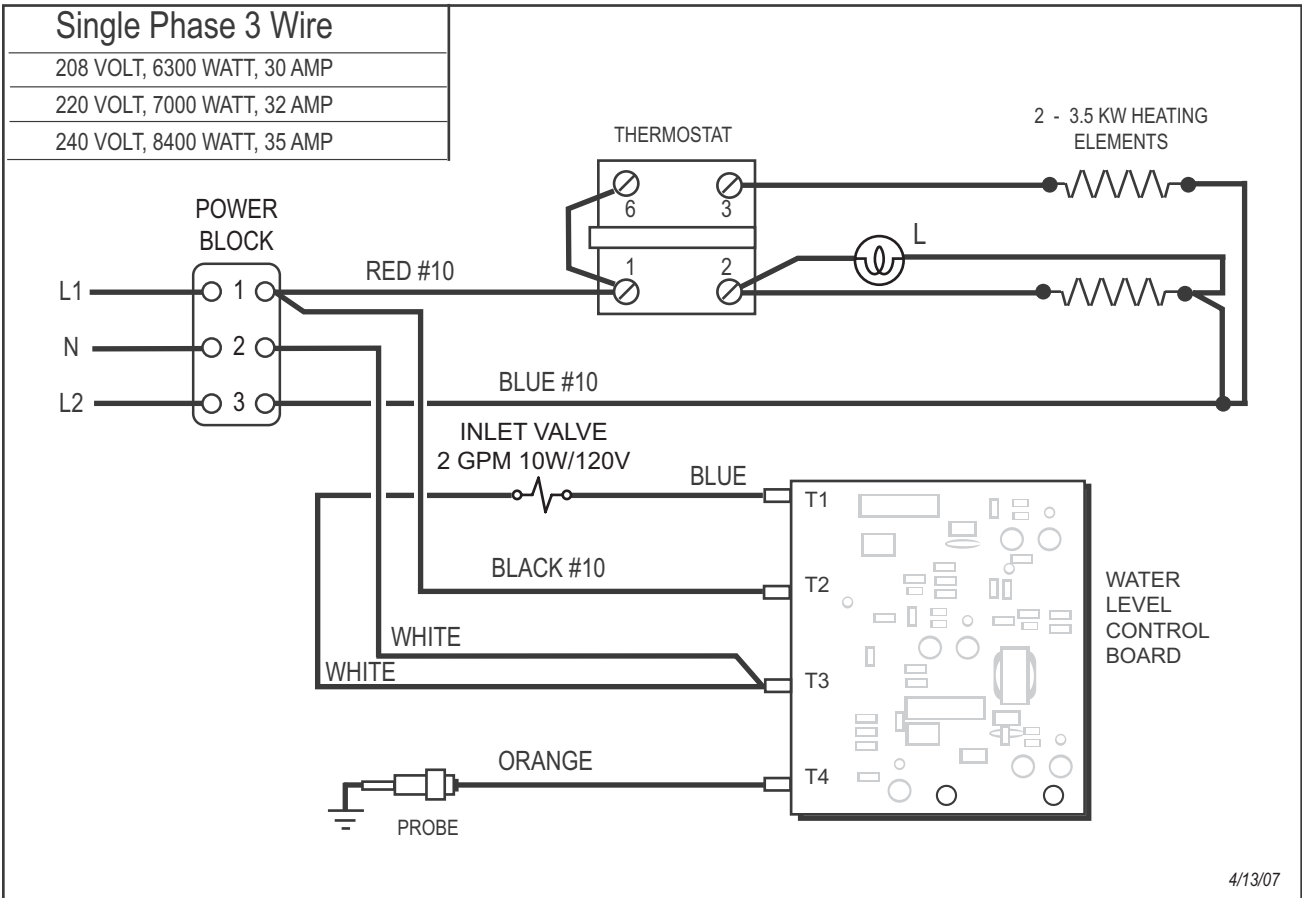 Single Phase 3 Wire
208 VOLT, 6300 WATT, 30 AMP
220 VOLT, 7000 WATT, 32 AMP
240 VOLT, 8400 WATT, 35 AMP
THERMOSTAT
2 - 3.5 KW HEATING
ELEMENTS
6
3
1
2
L
POWER
BLOCK
RED #10
L1
1
N
2
L2
3
BLUE #10
INLET VALVE
2 GPM 10W/120V
BLUE
T1
BLACK #10
T2
WHITE
WHITE
T3
ORANGE
T4
PROBE
WATER
LEVEL
CONTROL
BOARD
4/13/07